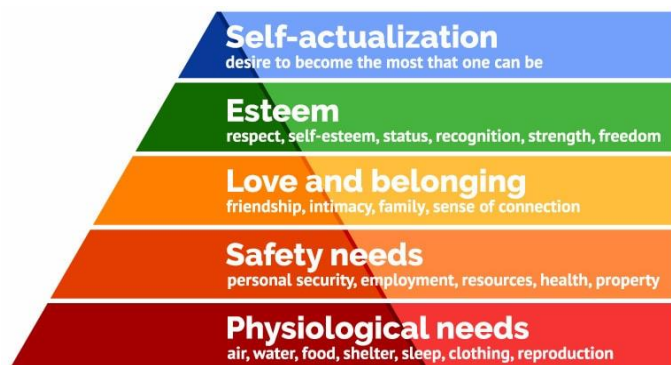 Self-actualization
desire to become the most that one can be
Esteem
respect, self-esteem, status, recognition, strength, freedom
Love and belonging
friendship, intimacy, family, sense of connection
Safety needs
personal security, employment, resources, health, property
Physiological needs
air, water, food, shelter, sleep, clothing, reproduction